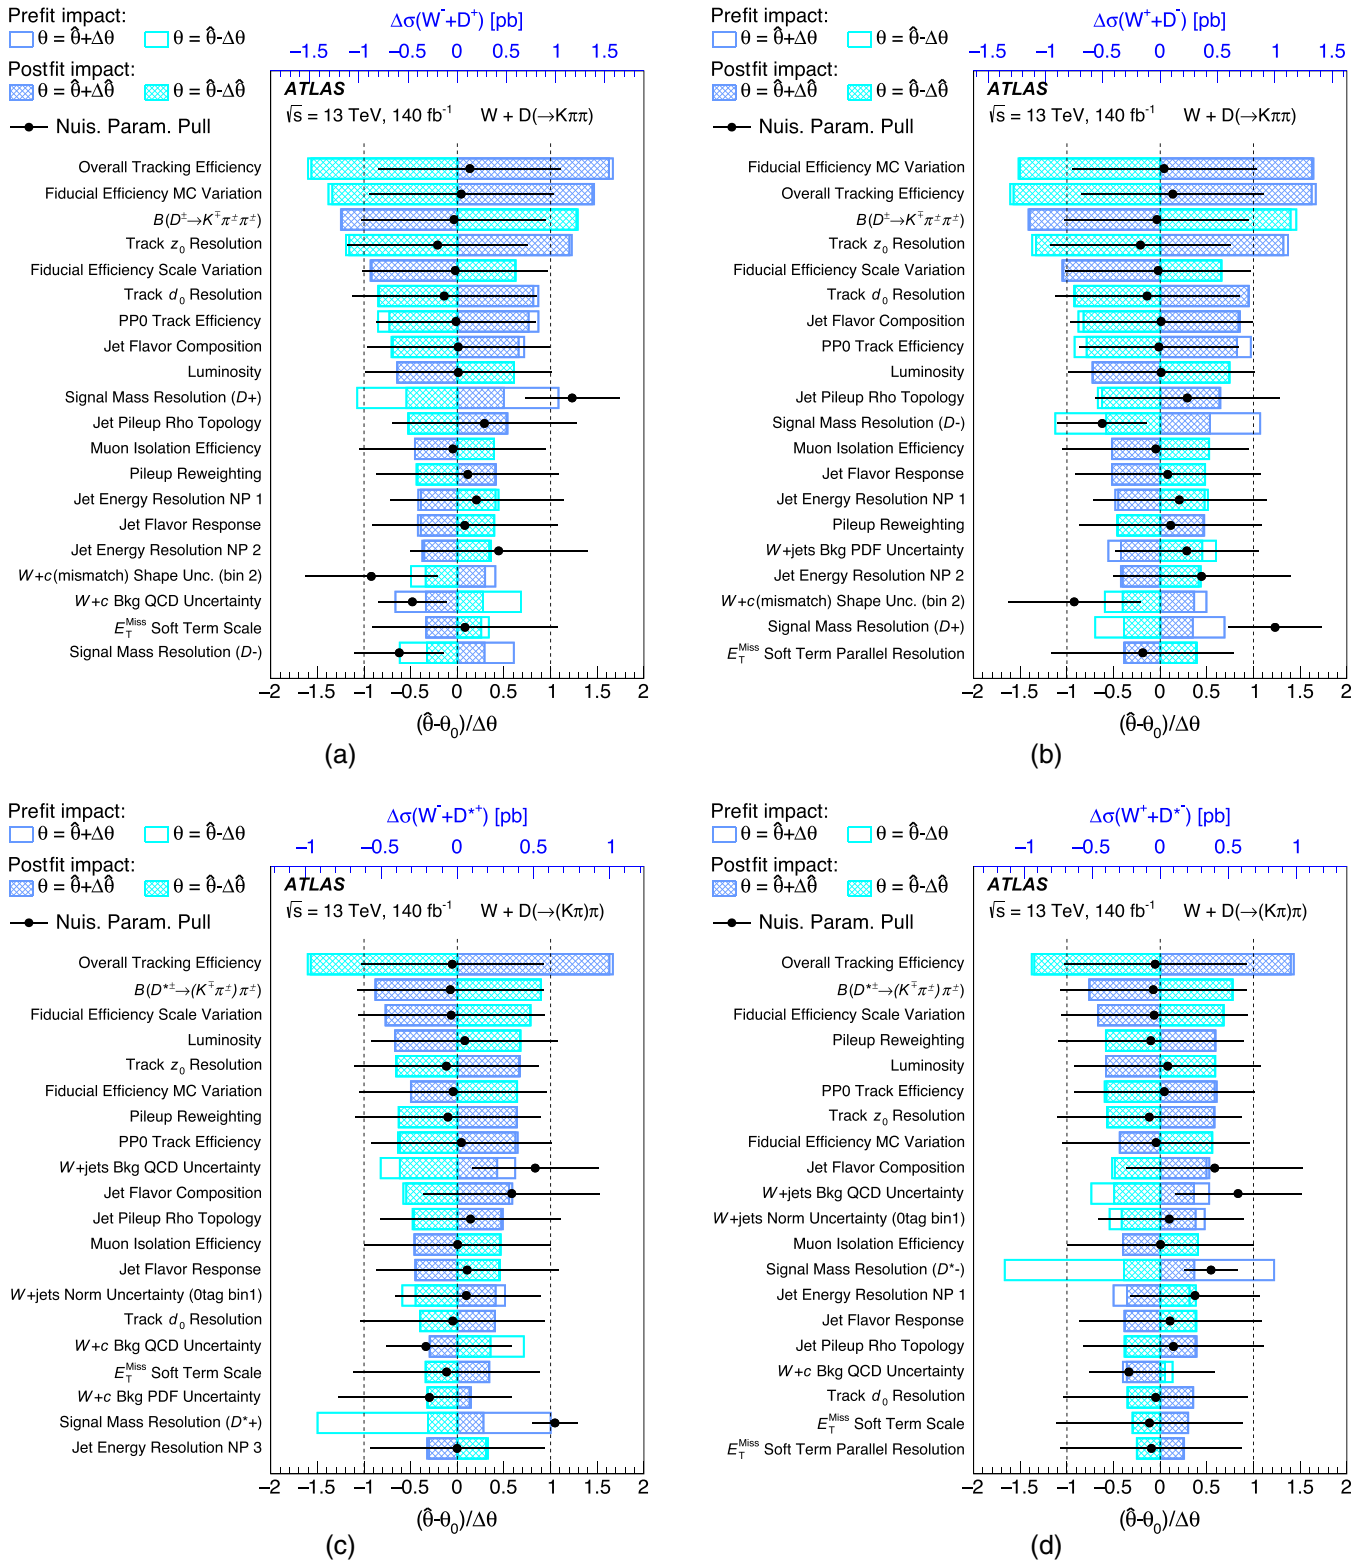 Prefit impact:
θ = θ̂+Δθ θ = θ̂-Δθ
Postfit impact:
θ = θ̂+Δθ̂ θ = θ̂-Δθ̂
Nuis. Param. Pull
Δσ(W⁻+D⁺) [pb]
−1.5 −1 −0.5 0 0.5 1 1.5
ATLAS
√s = 13 TeV, 140 fb⁻¹ W + D(→Kππ)
Overall Tracking Efficiency
Fiducial Efficiency MC Variation
B(D±→K∓π±π±)
Track z₀ Resolution
Fiducial Efficiency Scale Variation
Track d₀ Resolution
PP0 Track Efficiency
Jet Flavor Composition
Luminosity
Signal Mass Resolution (D+)
Jet Pileup Rho Topology
Muon Isolation Efficiency
Pileup Reweighting
Jet Energy Resolution NP 1
Jet Flavor Response
Jet Energy Resolution NP 2
W+c(mismatch) Shape Unc. (bin 2)
W+c Bkg QCD Uncertainty
E_T^Miss Soft Term Scale
Signal Mass Resolution (D-)
−2 −1.5 −1 −0.5 0 0.5 1 1.5 2
(θ̂-θ₀)/Δθ
(a)
Prefit impact:
θ = θ̂+Δθ θ = θ̂-Δθ
Postfit impact:
θ = θ̂+Δθ̂ θ = θ̂-Δθ̂
Nuis. Param. Pull
Δσ(W⁺+D⁻) [pb]
−1.5 −1 −0.5 0 0.5 1 1.5
ATLAS
√s = 13 TeV, 140 fb⁻¹ W + D(→Kππ)
Fiducial Efficiency MC Variation
Overall Tracking Efficiency
B(D±→K∓π±π±)
Track z₀ Resolution
Fiducial Efficiency Scale Variation
Track d₀ Resolution
Jet Flavor Composition
PP0 Track Efficiency
Luminosity
Jet Pileup Rho Topology
Signal Mass Resolution (D-)
Muon Isolation Efficiency
Jet Flavor Response
Jet Energy Resolution NP 1
Pileup Reweighting
W+jets Bkg PDF Uncertainty
Jet Energy Resolution NP 2
W+c(mismatch) Shape Unc. (bin 2)
Signal Mass Resolution (D+)
E_T^Miss Soft Term Parallel Resolution
−2 −1.5 −1 −0.5 0 0.5 1 1.5 2
(θ̂-θ₀)/Δθ
(b)
Prefit impact:
θ = θ̂+Δθ θ = θ̂-Δθ
Postfit impact:
θ = θ̂+Δθ̂ θ = θ̂-Δθ̂
Nuis. Param. Pull
Δσ(W⁻+D*⁺) [pb]
−1 −0.5 0 0.5 1
ATLAS
√s = 13 TeV, 140 fb⁻¹ W + D(→(Kπ)π)
Overall Tracking Efficiency
B(D*±→(K∓π±)π±)
Fiducial Efficiency Scale Variation
Luminosity
Track z₀ Resolution
Fiducial Efficiency MC Variation
Pileup Reweighting
PP0 Track Efficiency
W+jets Bkg QCD Uncertainty
Jet Flavor Composition
Jet Pileup Rho Topology
Muon Isolation Efficiency
Jet Flavor Response
W+jets Norm Uncertainty (0tag bin1)
Track d₀ Resolution
W+c Bkg QCD Uncertainty
E_T^Miss Soft Term Scale
W+c Bkg PDF Uncertainty
Signal Mass Resolution (D*+)
Jet Energy Resolution NP 3
−2 −1.5 −1 −0.5 0 0.5 1 1.5 2
(θ̂-θ₀)/Δθ
(c)
Prefit impact:
θ = θ̂+Δθ θ = θ̂-Δθ
Postfit impact:
θ = θ̂+Δθ̂ θ = θ̂-Δθ̂
Nuis. Param. Pull
Δσ(W⁺+D*⁻) [pb]
−1 −0.5 0 0.5 1
ATLAS
√s = 13 TeV, 140 fb⁻¹ W + D(→(Kπ)π)
Overall Tracking Efficiency
B(D*±→(K∓π±)π±)
Fiducial Efficiency Scale Variation
Pileup Reweighting
Luminosity
PP0 Track Efficiency
Track z₀ Resolution
Fiducial Efficiency MC Variation
Jet Flavor Composition
W+jets Bkg QCD Uncertainty
W+jets Norm Uncertainty (0tag bin1)
Muon Isolation Efficiency
Signal Mass Resolution (D*-)
Jet Energy Resolution NP 1
Jet Flavor Response
Jet Pileup Rho Topology
W+c Bkg QCD Uncertainty
Track d₀ Resolution
E_T^Miss Soft Term Scale
E_T^Miss Soft Term Parallel Resolution
−2 −1.5 −1 −0.5 0 0.5 1 1.5 2
(θ̂-θ₀)/Δθ
(d)